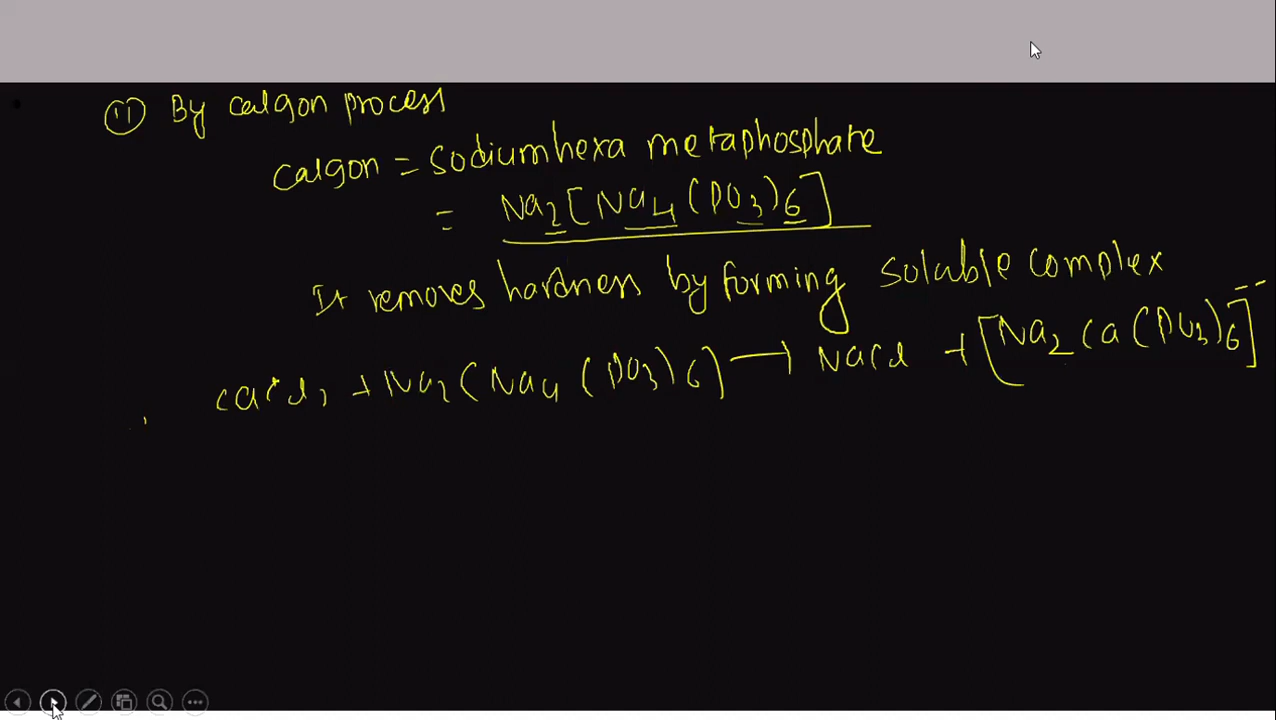 (ii) By calgon process
calgon = sodiumhexa metaphosphate
= Na2[Na4(PO3)6]
It removes hardness by forming soluble complex
CaCl2 + Na2(Na4(PO3)6] → NaCl + [Na2Ca(PO3)6]--